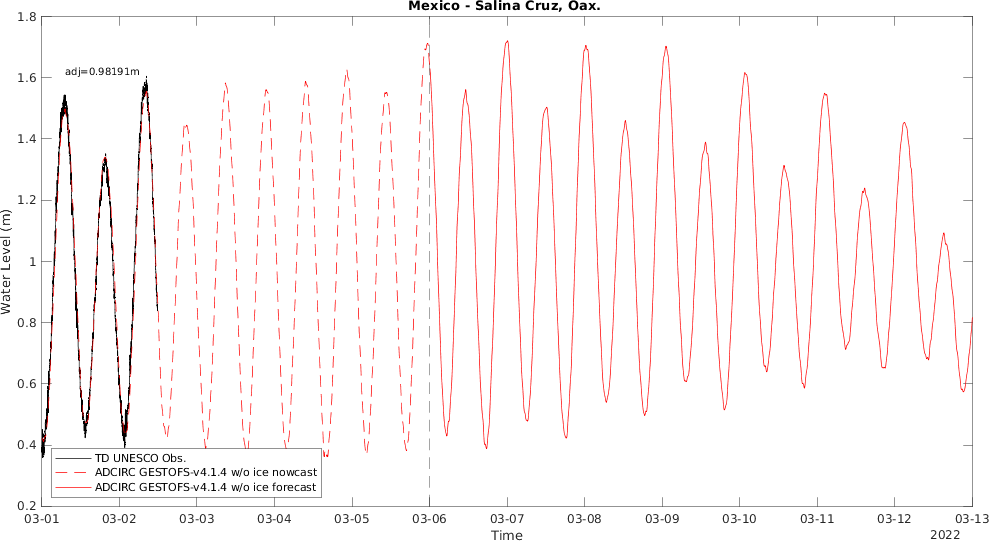 Mexico - Salina Cruz, Oax.
1.8
1.6
1.4
1.2
1
0.8
0.6
0.4
0.2
Water Level (m)
adj=0.98191m
TD UNESCO Obs.
ADCIRC GESTOFS-v4.1.4 w/o ice nowcast
ADCIRC GESTOFS-v4.1.4 w/o ice forecast
03-01 03-02 03-03 03-04 03-05 03-06 03-07 03-08 03-09 03-10 03-11 03-12 03-13
Time
2022